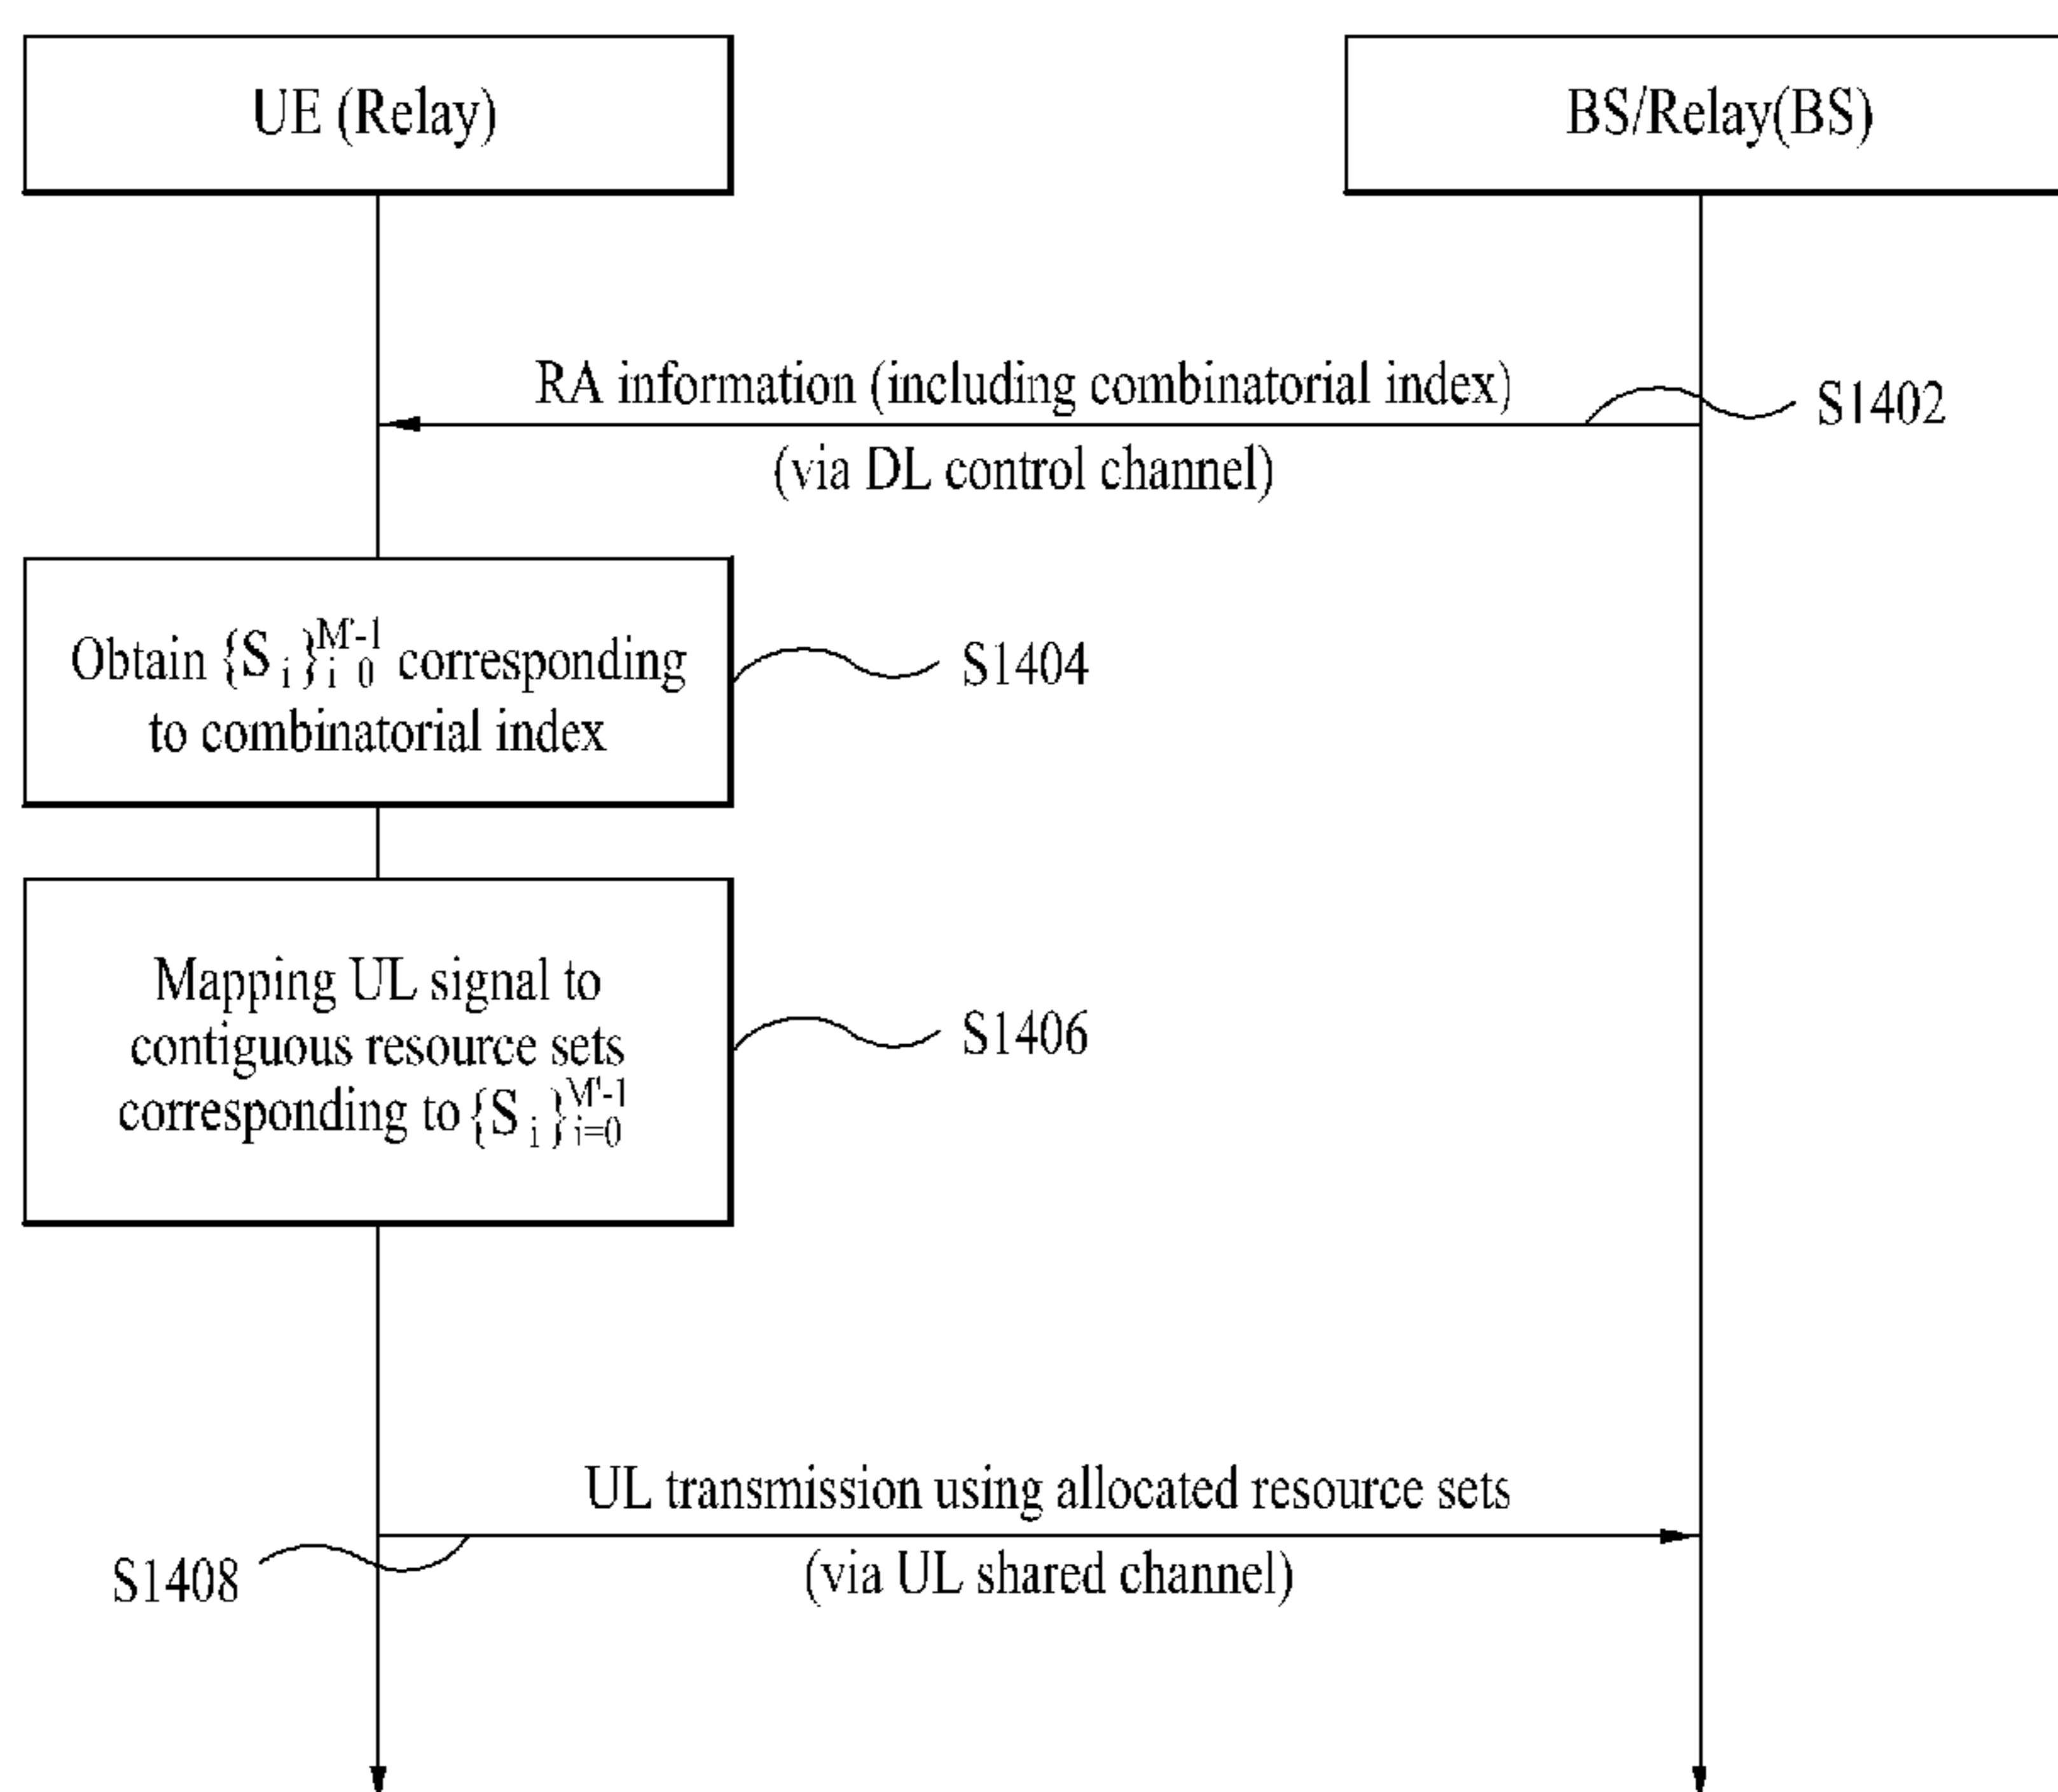 UE (Relay)
BS/Relay(BS)
RA information (including combinatorial index)
S1402
(via DL control channel)
Obtain {S i}i 0 M'-1 corresponding
to combinatorial index
S1404
Mapping UL signal to
contiguous resource sets
corresponding to {S i}i=0 M'-1
S1406
UL transmission using allocated resource sets
S1408
(via UL shared channel)